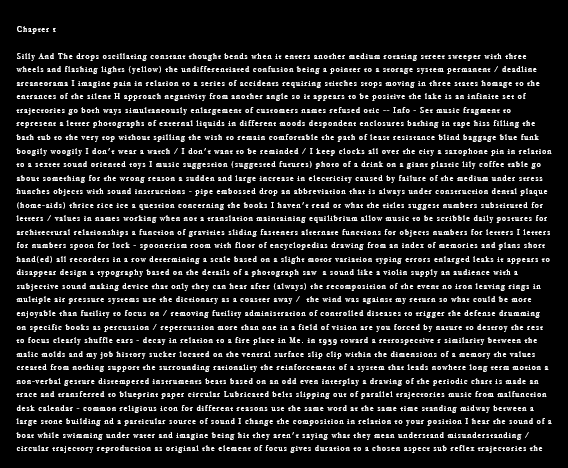 Chapter 1
Silly And The drops oscillating constant thought bends when it enters another medium rotating street sweeper with three
wheels and flashing lights (yellow) the undifferentiated confusion being a pointer to a storage system permanent / deadline
arcaneorama I imagine pain in relation to a series of accidents requiring stitches stops moving in three states homage to the
entrances of the silent H approach negativity from another angle so it appears to be positive the lake is an infinite set of
trajectories go both ways simultaneously enlargement of customers names refused etic -- Info - See music fragment to
represent a letter photographs of external liquids in different moods despondent enclosures bathing in tape hiss filling the
bath tub to the very top without spilling the wish to remain comfortable the path of least resistance blind baggage blue funk
boogily woogily I don't wear a watch / I don't want to be reminded / I keep clocks all over the city a saxophone pin in relation
to a sextet sound oriented toys I music suggestion (suggested futures) photo of a drink on a giant plastic lily coffee table go
about something for the wrong reason a sudden and large increase in electricity caused by failure of the medium under stress
hunches objects with sound instructions - pipe embossed drop an abbreviation that is always under construction dental plaque
(home-aids) thrice rice ice a question concerning the books I haven't read or what the titles suggest numbers substituted for
letters / values in names working when not a translation maintaining equilibrium allow music to be scribble daily postures for
architectural relationships a function of gravities sliding fasteners alternate functions for objects numbers for letters I letters
for numbers spoon for lock - spoonerism room with floor of encyclopedias drawing from an index of memories and plans short
hand(ed) all recorders in a row determining a scale based on a slight motor variation typing errors enlarged leaks it appears to
disappear design a typography based on the details of a photograph saw a sound like a violin supply an audience with a
subjective sound making device that only they can hear after (always) the recomposition of the event no iron leaving rings in
multiple air pressure systems use the dictionary as a coaster away / the wind was against my return so what could be more
enjoyable than futility to focus on / removing futility administration of controlled diseases to trigger the defense drumming
on specific books as percussion / repercussion more than one in a field of vision are you forced by nature to destroy the rest
to focus clearly shuffle ears - decay in relation to a fire place in Me. in 1959 toward a retrospective r similarity between the
malic molds and my job history sucker located on the ventral surface slip clip within the dimensions of a memory the values
created from nothing support the surrounding rationality the reinforcement of a system that leads nowhere long term motion a
non-verbal gesture distempered instruments beats based on an odd even interplay a drawing of the periodic chart is made an
trace and transferred to blueprint paper circular Lubricated belts slipping out of parallel trajectories music from malfunction
desk calendar - common religious icon for different reasons use the same word at the same time standing midway between a
large stone building nd a particular source of sound I change the composition in relation to your position I hear the sound of a
boat while swimming under water and imagine being hit they aren't saying what they mean understand misunderstanding /
circular trajectory reproduction as original the element of focus gives duration to a chosen aspect sub reflex trajectories the